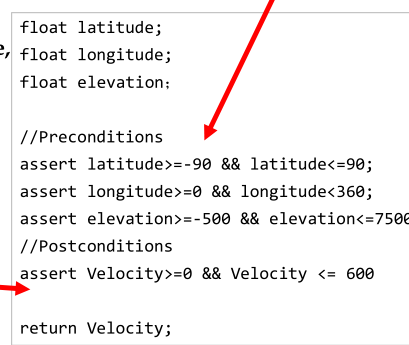 float latitude;
e, float longitude;
float elevation;

//Preconditions
assert latitude>=-90 && latitude<=90;
assert longitude>=0 && longitude<360;
assert elevation>=-500 && elevation<=7500
//Postconditions
assert Velocity>=0 && Velocity <= 600

return Velocity;